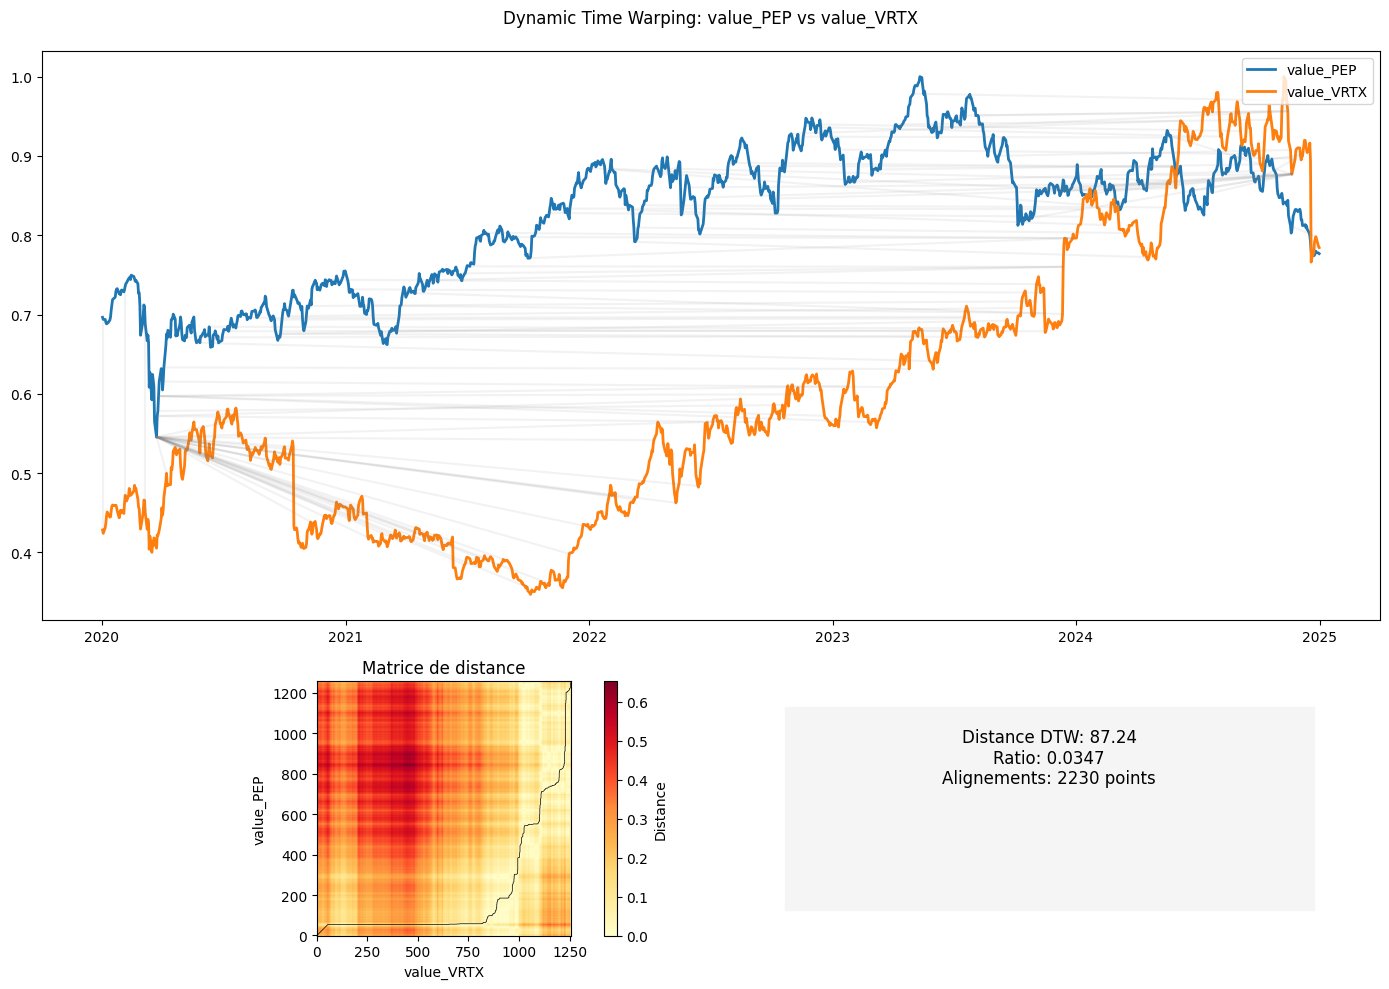 Dynamic Time Warping: value_PEP vs value_VRTX
value_PEP
value_VRTX
1.0
0.9
0.8
0.7
0.6
0.5
0.4
2020 2021 2022 2023 2024 2025
Matrice de distance
value_PEP
1200
1000
800
600
400
200
0
0 250 500 750 1000 1250
value_VRTX
0.6
0.5
0.4
0.3
0.2
0.1
0.0
Distance
Distance DTW: 87.24
Ratio: 0.0347
Alignements: 2230 points